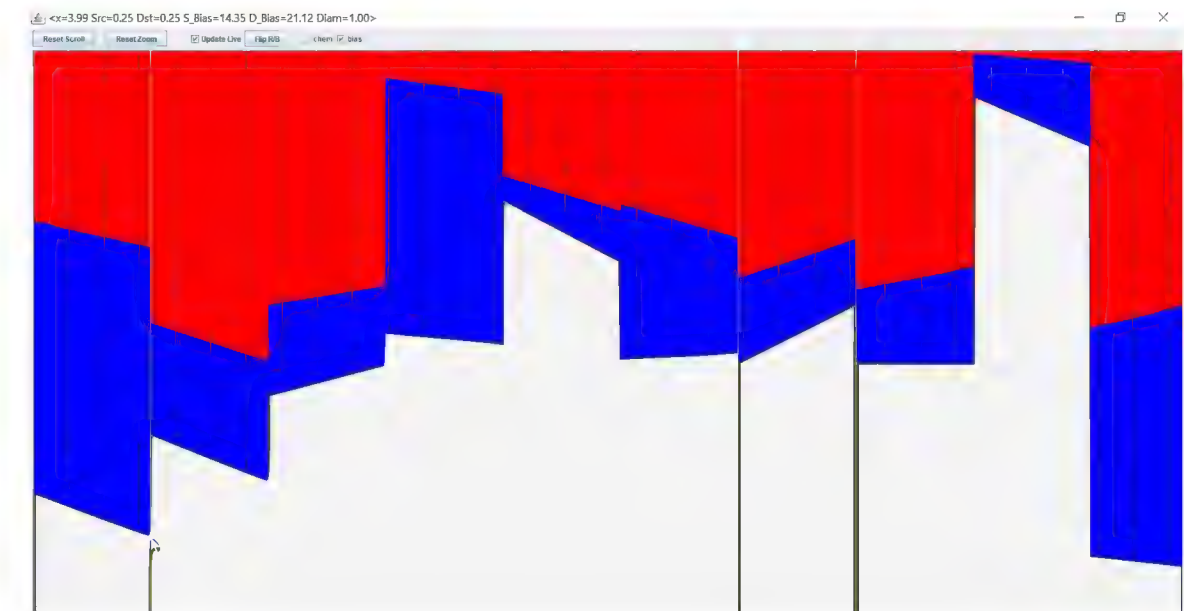 <x=3.99 Src=0.25 Dst=0.25 S_Bias=14.35 D_Bias=21.12 Diam=1.00>
Reset Scroll Reset Zoom Update Live Flip R/B chem bias